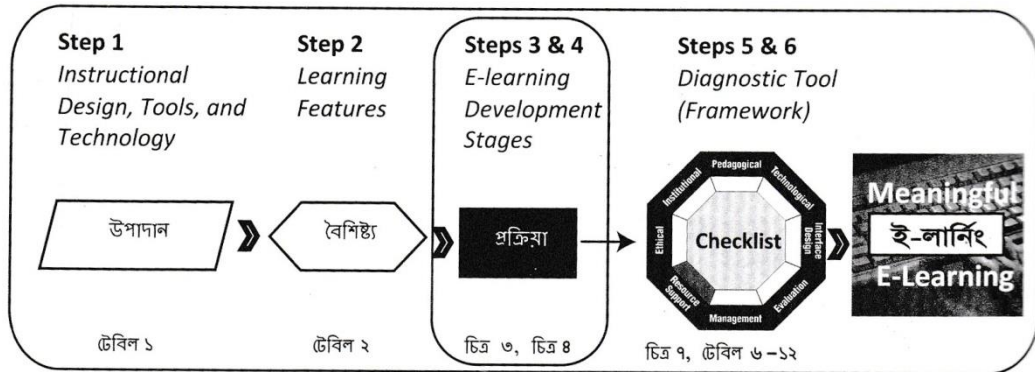 Step 1
Instructional
Design, Tools, and
Technology
উপাদান
টেবিল ১
Step 2
Learning
Features
বৈশিষ্ট্য
টেবিল ২
Steps 3 & 4
E-learning
Development
Stages
প্রক্রিয়া
চিত্র ৩, চিত্র ৪
Steps 5 & 6
Diagnostic Tool
(Framework)
Pedagogical
Technological
Interface
Design
Evaluation
Management
Resource
Support
Ethical
Institutional
Checklist
চিত্র ৭, টেবিল ৬-১২
Meaningful
ই-লার্নিং
E-Learning